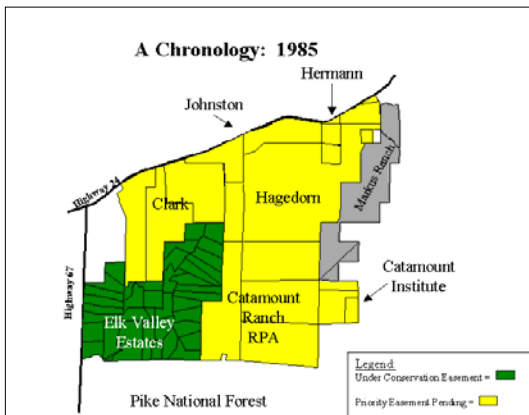 A Chronology: 1985
Hermann
Johnston
Highway 24
Clark
Hagedorn
Markus Ranch
Highway 67
Catamount
Institute
Elk Valley
Estates
Catamount
Ranch
RPA
Legend:
Under Conservation Easement =
Priority Easement Pending =
Pike National Forest